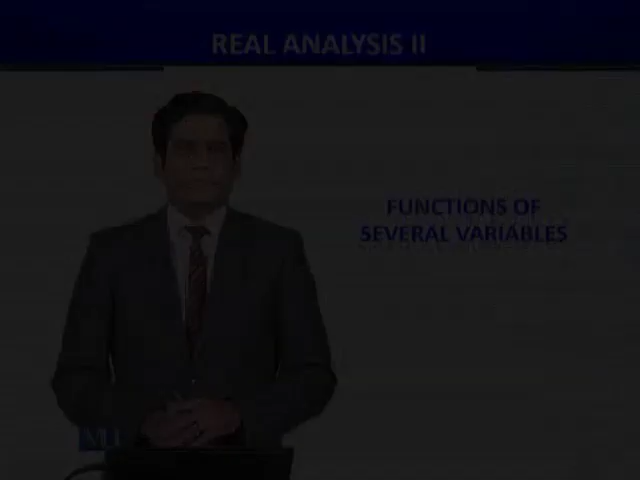 REAL ANALYSIS II
FUNCTIONS OF
SEVERAL VARIABLES